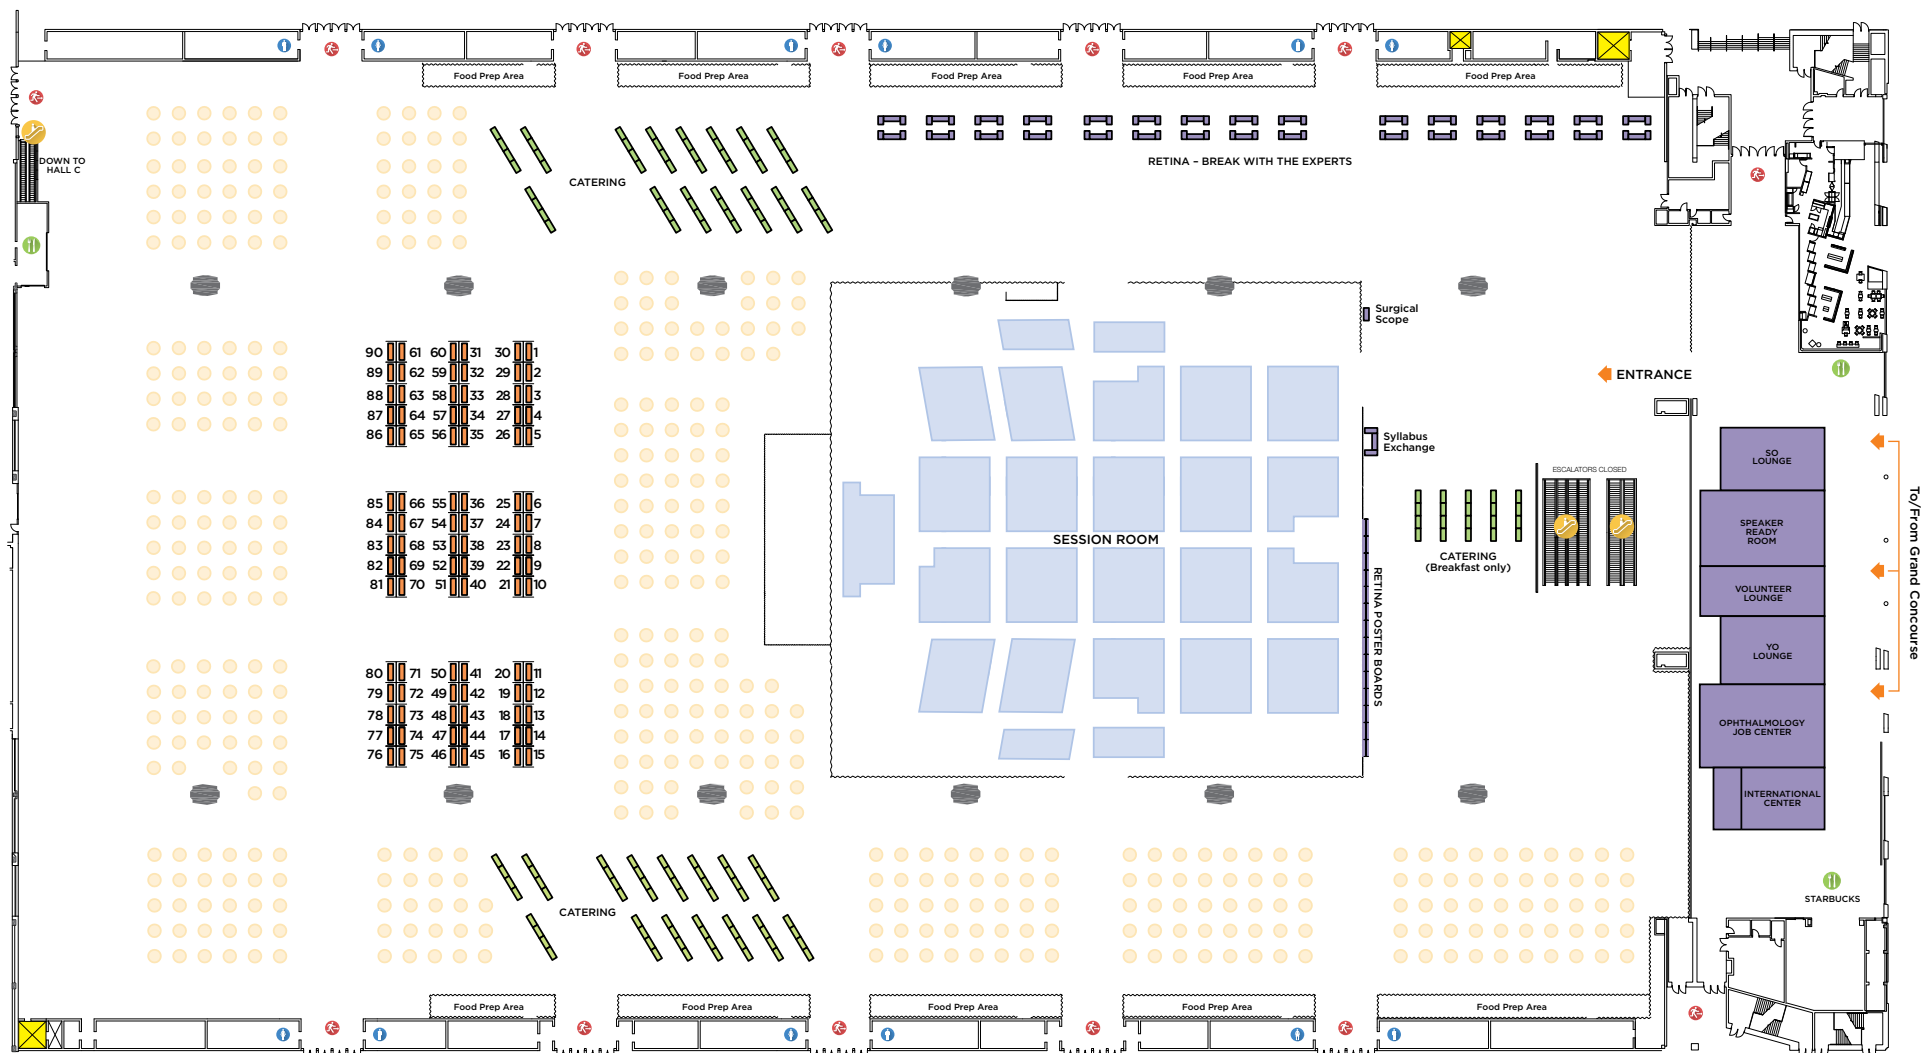 Food Prep Area
Food Prep Area
Food Prep Area
Food Prep Area
Food Prep Area
DOWN TO
HALL C
CATERING
RETINA – BREAK WITH THE EXPERTS
Surgical
Scope
ENTRANCE
90 61 60 31 30 1
89 62 59 32 29 2
88 63 58 33 28 3
87 64 57 34 27 4
86 65 56 35 26 5
Syllabus
Exchange
ESCALATORS CLOSED
85 66 55 36 25 6
84 67 54 37 24 7
83 68 53 38 23 8
82 69 52 39 22 9
81 70 51 40 21 10
SESSION ROOM
CATERING
(Breakfast only)
RETINA POSTER BOARDS
SO
LOUNGE
SPEAKER
READY
ROOM
VOLUNTEER
LOUNGE
YO
LOUNGE
OPHTHALMOLOGY
JOB CENTER
INTERNATIONAL
CENTER
To/From Grand Concourse
80 71 50 41 20 11
79 72 49 42 19 12
78 73 48 43 18 13
77 74 47 44 17 14
76 75 46 45 16 15
STARBUCKS
CATERING
Food Prep Area
Food Prep Area
Food Prep Area
Food Prep Area
Food Prep Area